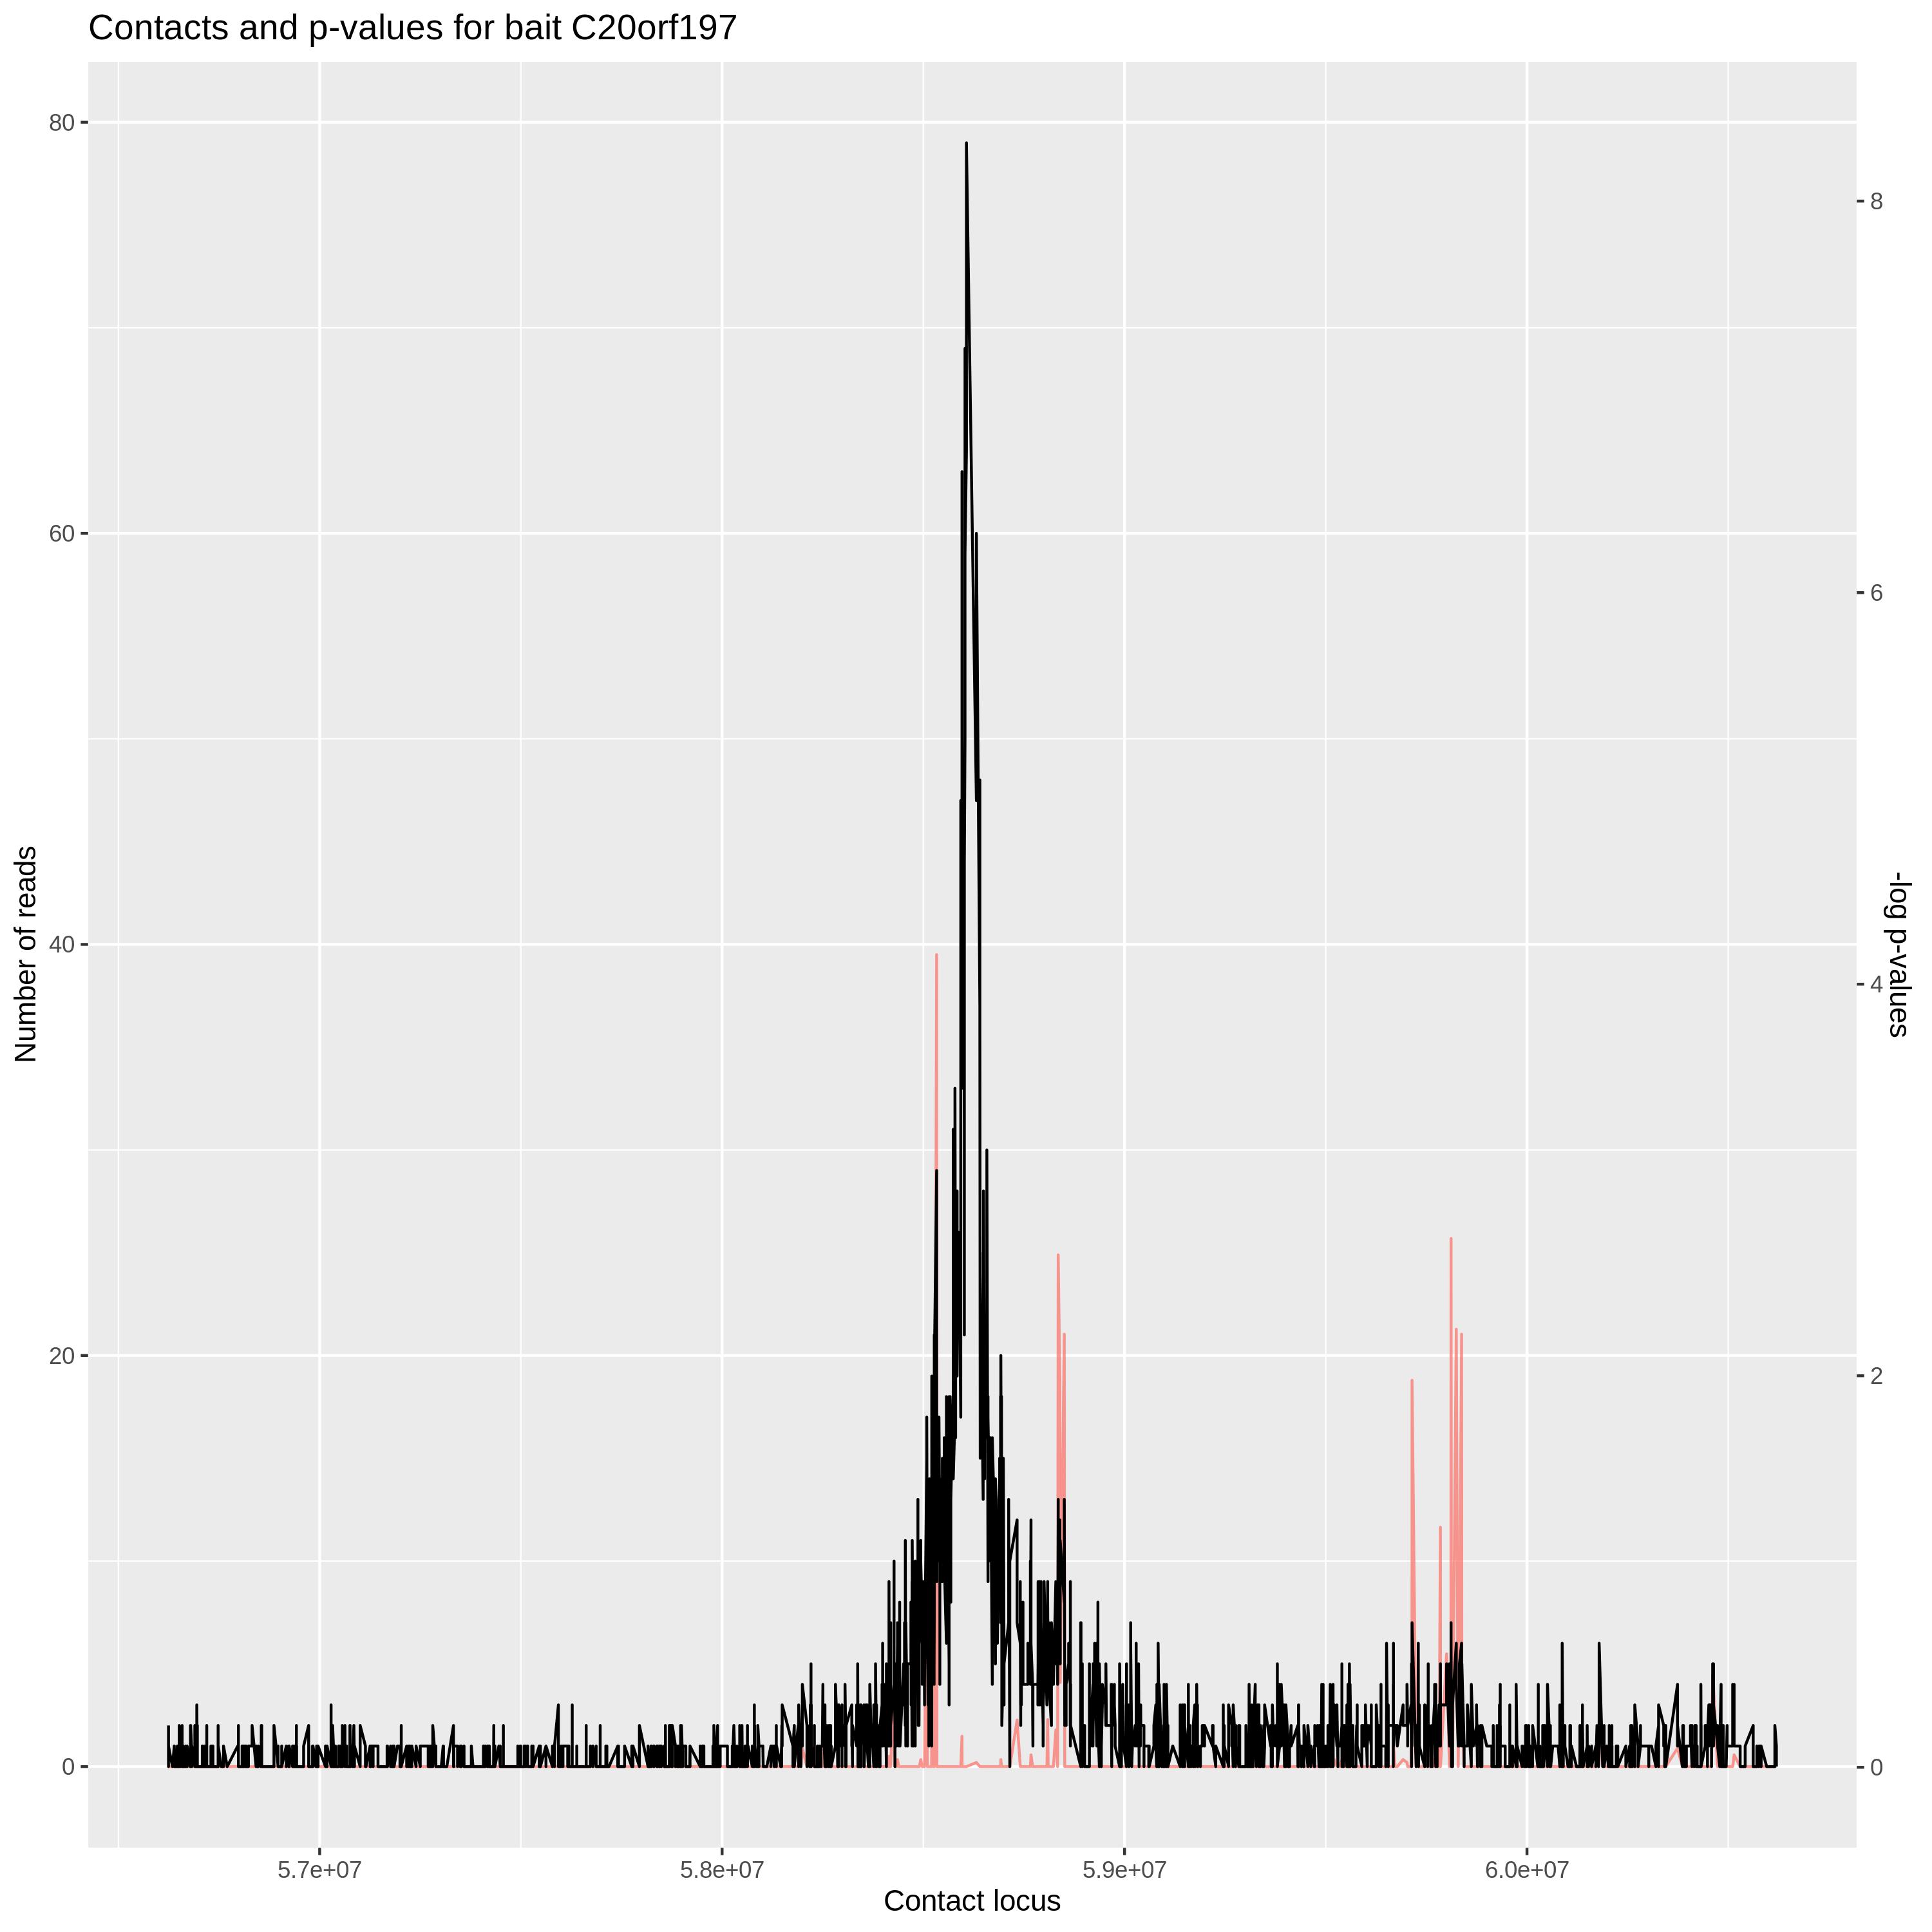 Contacts and p-values for bait C20orf197
80
60
40
20
0
Number of reads
8
6
4
2
0
-log p-values
5.7e+07 5.8e+07 5.9e+07 6.0e+07
Contact locus